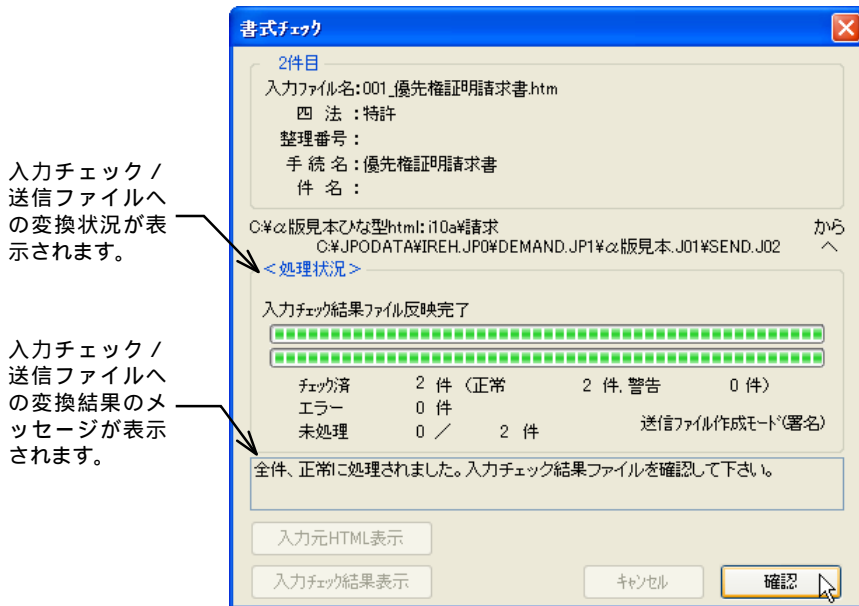 書式ﾁｪｯｸ
2件目
入力ﾌｧｲﾙ名:001_優先権証明請求書.htm
四 法 :特許
整理番号 :
手 続 名 :優先権証明請求書
件 名 :
入力チェック /
送信ファイルへ
の変換状況が表
示されます。
C:¥α版見本ひな型html:i10a¥請求 から
C:¥JPODATA¥IREH.JP0¥DEMAND.JP1¥α版見本.J01¥SEND.J02 へ
<処理状況>
入力ﾁｪｯｸ結果ﾌｧｲﾙ反映完了
入力チェック /
送信ファイルへ
の変換結果のメ
ッセージが表示
されます。
ﾁｪｯｸ済 2 件 (正常 2 件, 警告 0 件)
エラー 0 件
未処理 0 / 2 件 送信ﾌｧｲﾙ作成ﾓｰﾄﾞ(署名)
全件、正常に処理されました。入力チェック結果ファイルを確認して下さい。
入力元HTML表示
入力ﾁｪｯｸ結果表示 ｷｬﾝｾﾙ 確認